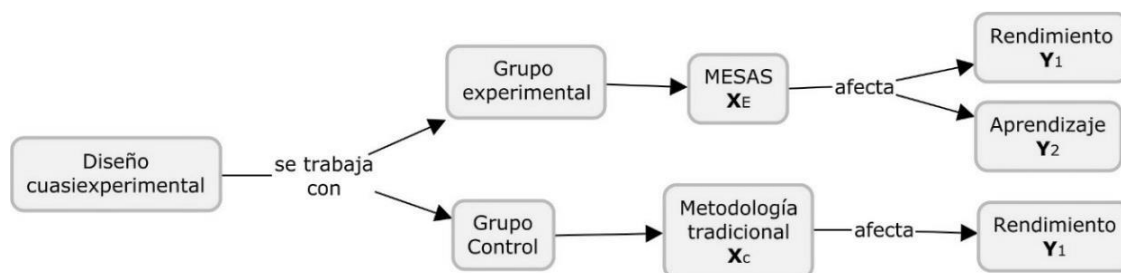 Diseño
cuasiexperimental
se trabaja
con
Grupo
experimental
MESAS
XE
afecta
Rendimiento
Y1
Aprendizaje
Y2
Grupo
Control
Metodología
tradicional
Xc
afecta
Rendimiento
Y1